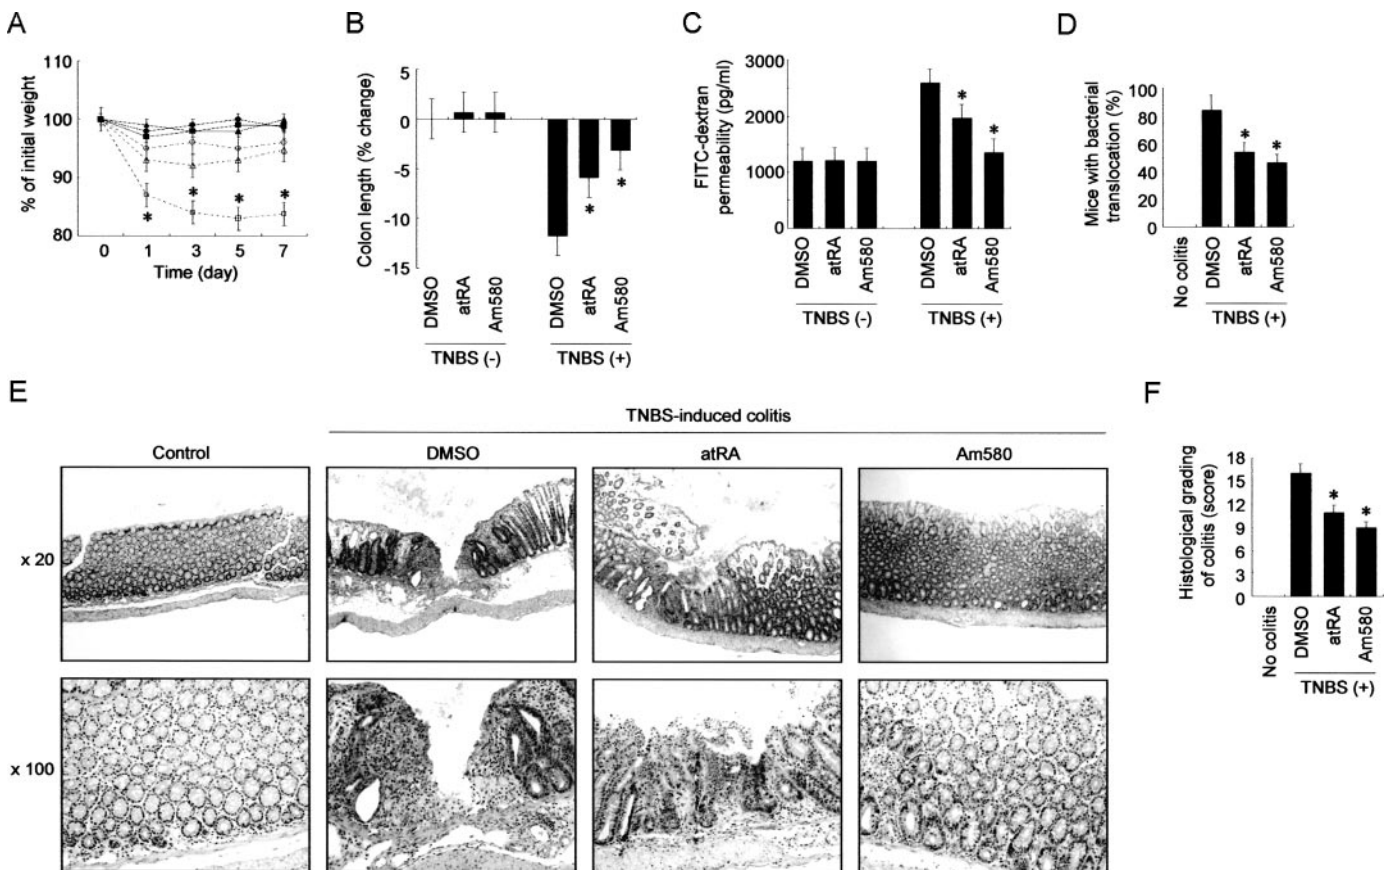 A
% of initial weight
110
100
90
80
0 1 3 5 7
Time (day)
*
*
*
*
B
Colon length (% change)
5
0
-5
-10
-15
*
*
DMSO
atRA
Am580
DMSO
atRA
Am580
TNBS (-)
TNBS (+)
C
FITC-dextran
permeability (pg/ml)
3000
2000
1000
0
*
*
DMSO
atRA
Am580
DMSO
atRA
Am580
TNBS (-)
TNBS (+)
D
Mice with bacterial
translocation (%)
100
80
60
40
20
0
*
*
No colitis
DMSO
atRA
Am580
TNBS (+)
E
TNBS-induced colitis
Control
DMSO
atRA
Am580
x 20
x 100
F
Histological grading
of colitis (score)
18
15
12
9
6
3
0
*
*
No colitis
DMSO
atRA
Am580
TNBS (+)